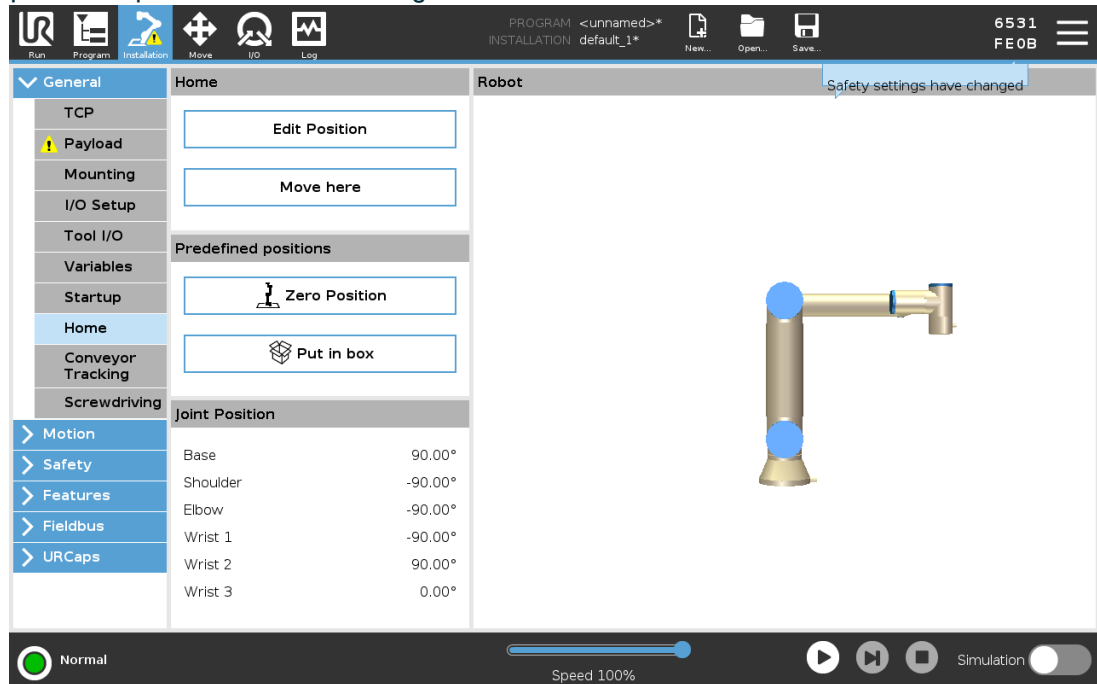 PROGRAM <unnamed>*
INSTALLATION default_1*
6531
FE0B
Run Program Installation Move I/O Log New... Open... Save...
Safety settings have changed
General
TCP
Payload
Mounting
I/O Setup
Tool I/O
Variables
Startup
Home
Conveyor
Tracking
Screwdriving
Motion
Safety
Features
Fieldbus
URCaps
Home
Edit Position
Move here
Predefined positions
Zero Position
Put in box
Joint Position
Base 90.00°
Shoulder -90.00°
Elbow -90.00°
Wrist 1 -90.00°
Wrist 2 90.00°
Wrist 3 0.00°
Robot
Normal
Speed 100%
Simulation